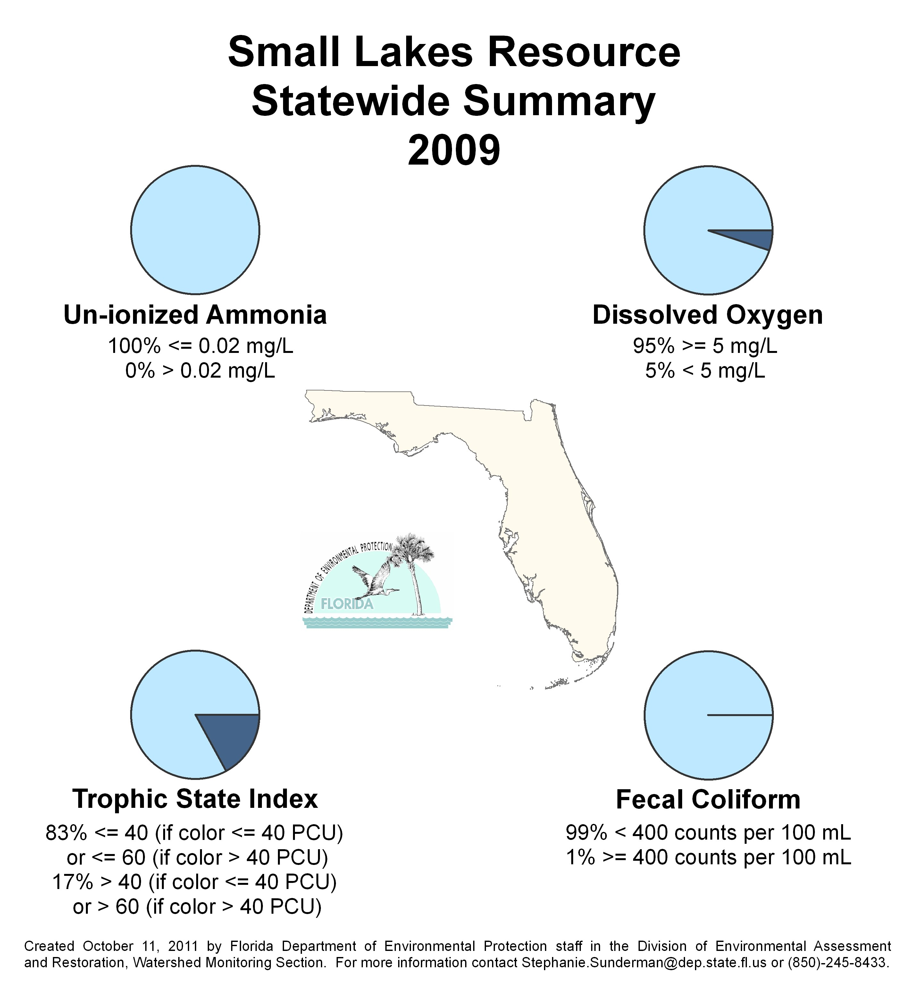 Small Lakes Resource
Statewide Summary
2009
Un-ionized Ammonia
100% <= 0.02 mg/L
0% > 0.02 mg/L
Dissolved Oxygen
95% >= 5 mg/L
5% < 5 mg/L
DEPARTMENT OF ENVIRONMENTAL PROTECTION
FLORIDA
Trophic State Index
83% <= 40 (if color <= 40 PCU)
or <= 60 (if color > 40 PCU)
17% > 40 (if color <= 40 PCU)
or > 60 (if color > 40 PCU)
Fecal Coliform
99% < 400 counts per 100 mL
1% >= 400 counts per 100 mL
Created October 11, 2011 by Florida Department of Environmental Protection staff in the Division of Environmental Assessment
and Restoration, Watershed Monitoring Section.  For more information contact Stephanie.Sunderman@dep.state.fl.us or (850)-245-8433.